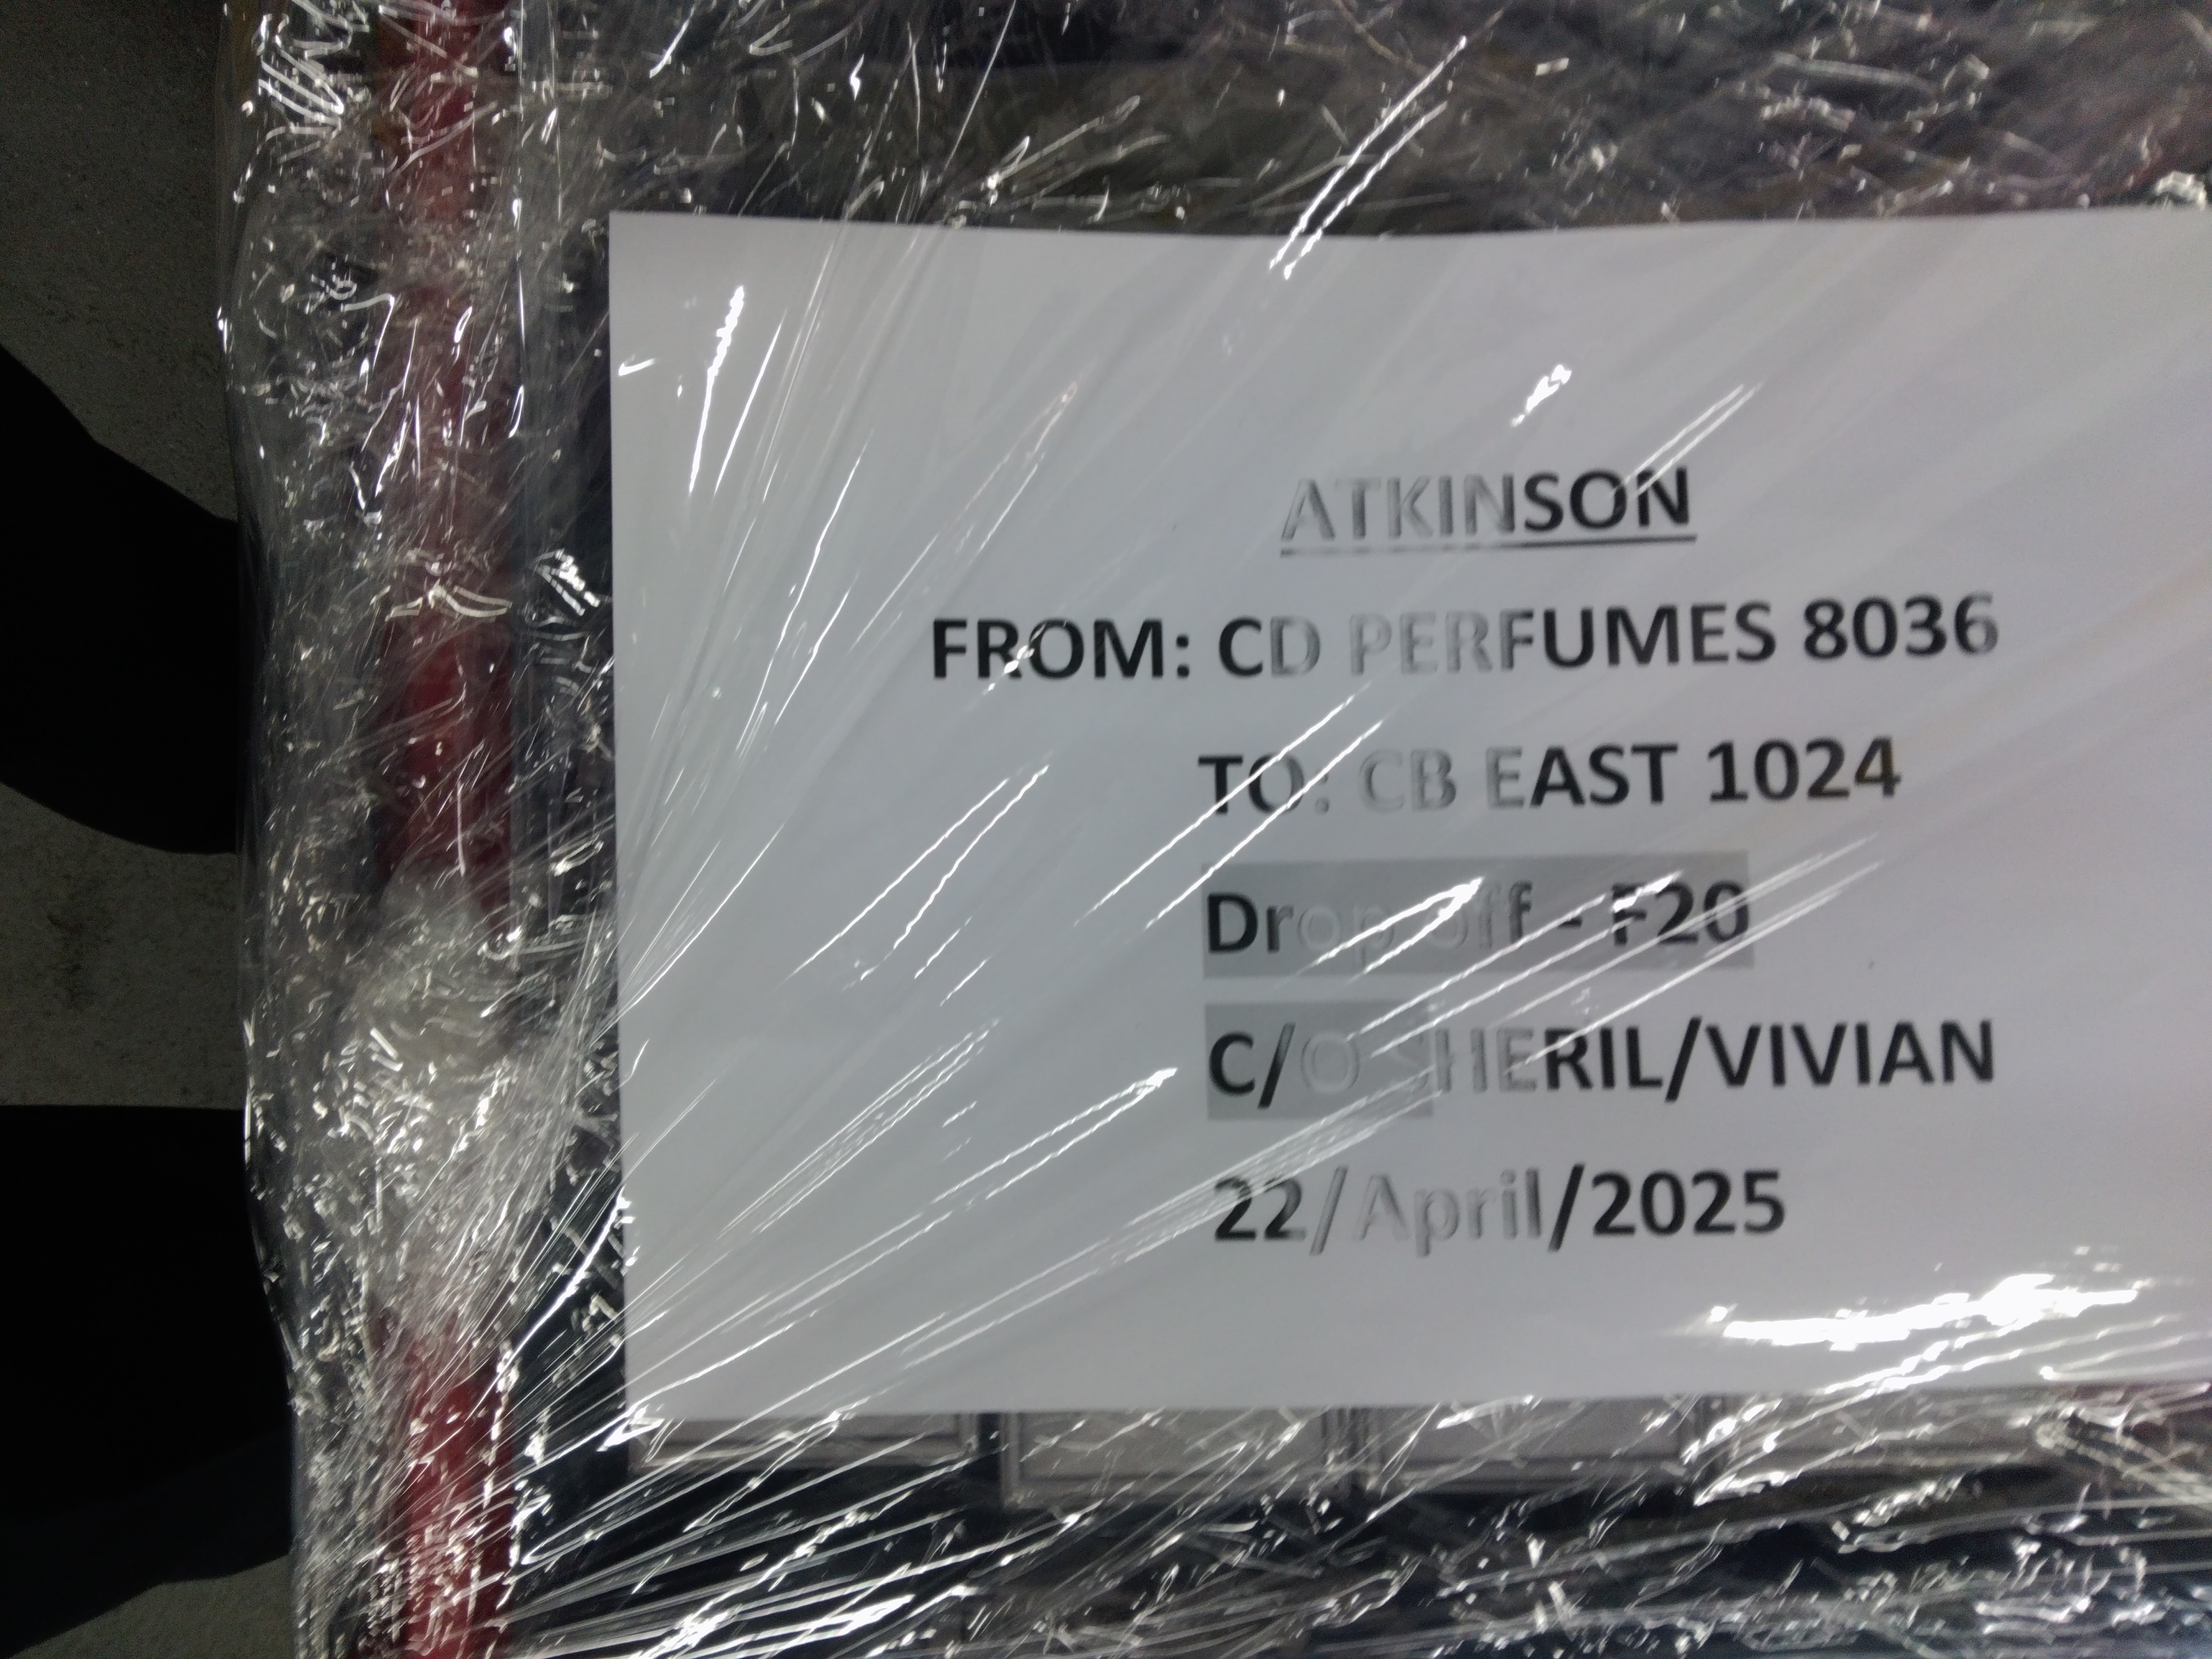 ATKINSON
FROM: CD PERFUMES 8036
TO: CB EAST 1024
Drop off - F20
C/O SHERIL/VIVIAN
22/April/2025